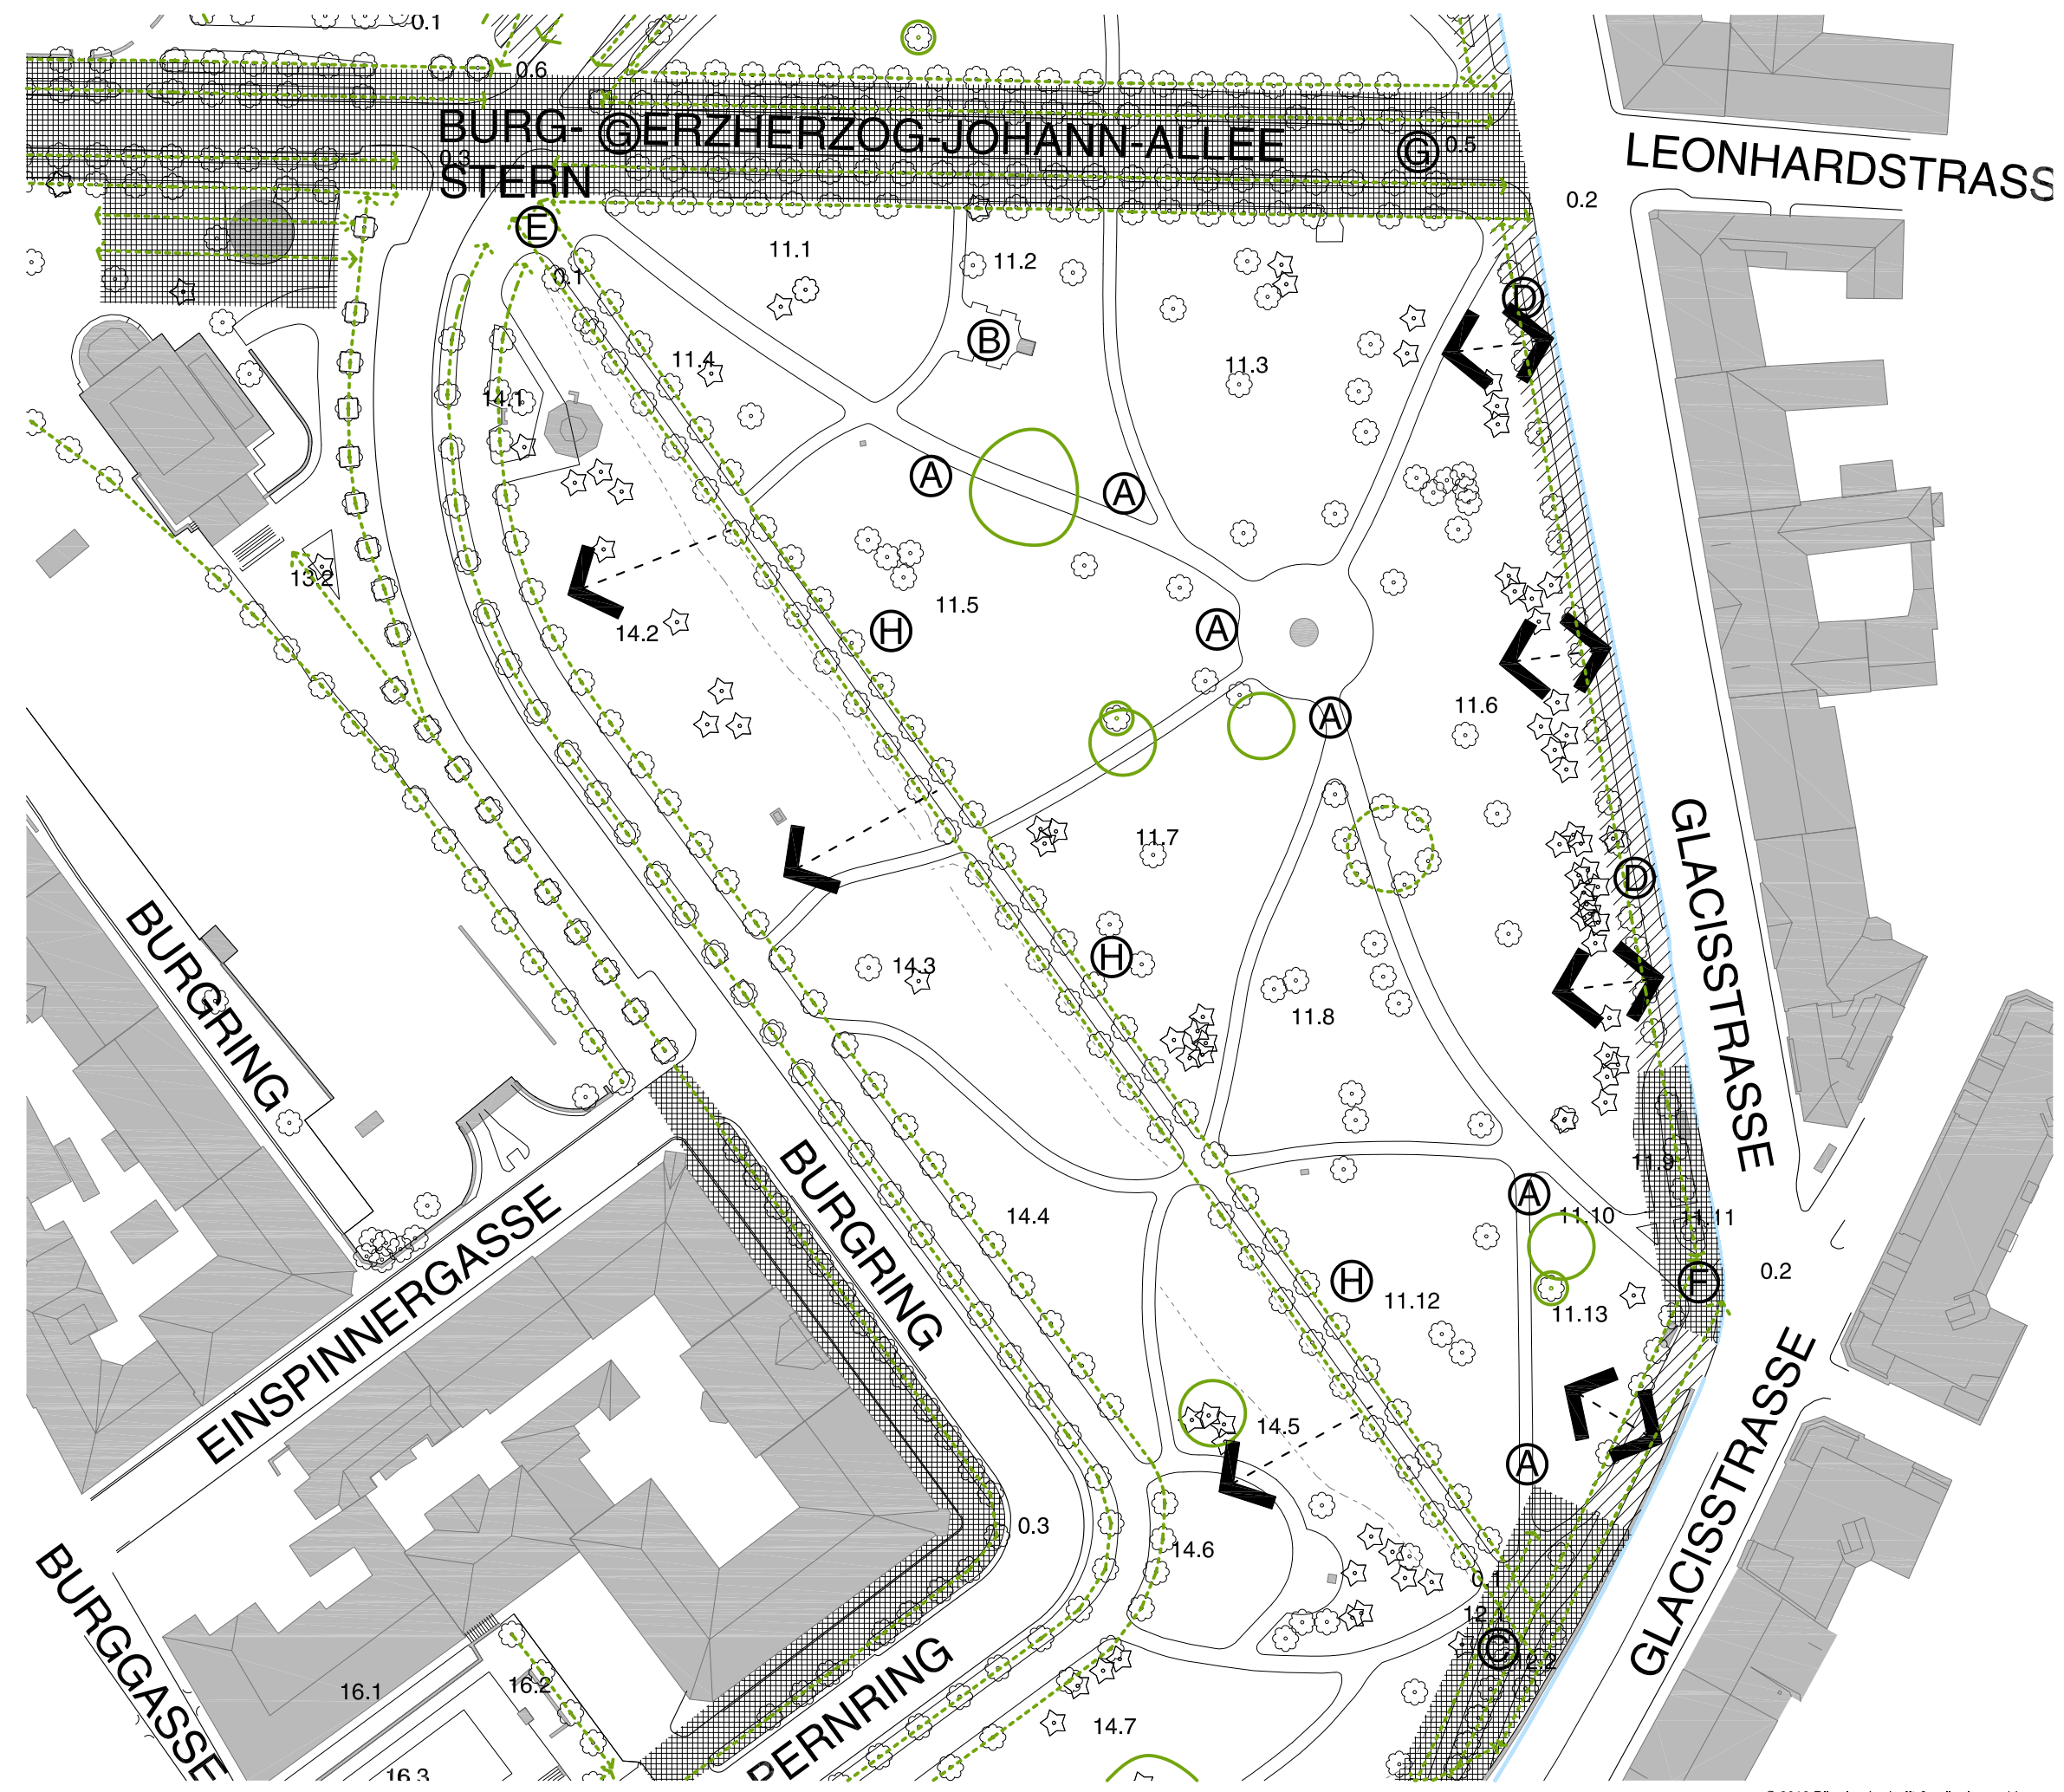 0.1
0.6
BURG-
G
ERZHERZOG-JOHANN-ALLEE
G
0.5
0.3
STERN
LEONHARDSTRASS
0.2
E
11.1
11.2
0.1
D
B
11.4
11.3
14.1
A
A
13.2
11.5
14.2
H
A
11.6
A
11.7
D
GLACISSTRASSE
BURGRING
H
14.3
11.8
BURGRING
11.9
A
14.4
11.10
11.11
EINSPINNERGASSE
0.2
H
11.12
11.13
14.5
A
GLACISSTRASSE
0.3
14.6
0.1
12.1
C
BURGGASSE
16.1
16.2
PERNRING
14.7
16.3